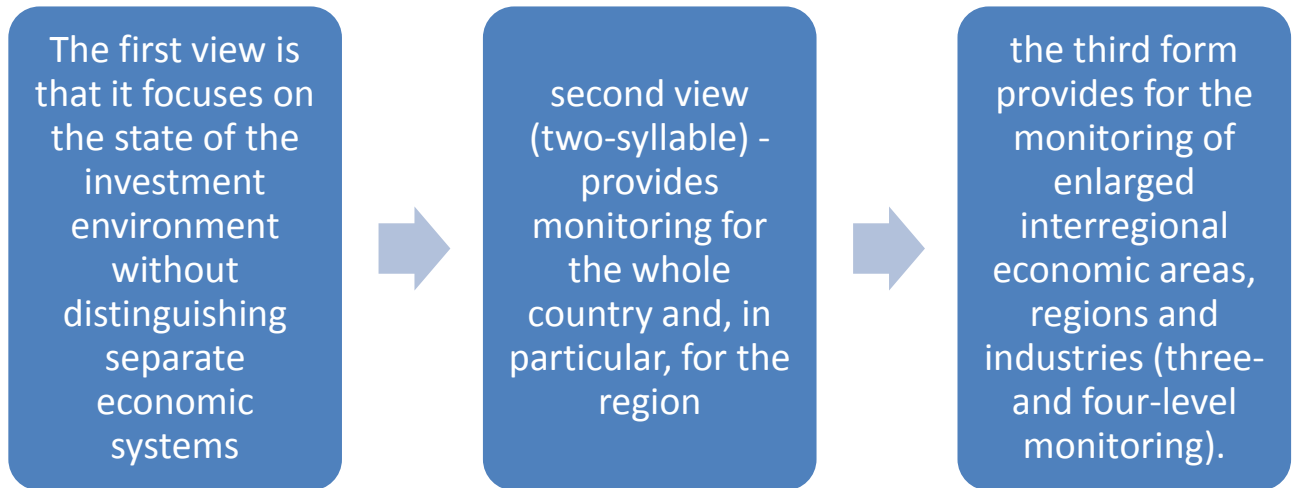 The first view is
that it focuses on
the state of the
investment
environment
without
distinguishing
separate
economic
systems
second view
(two-syllable) -
provides
monitoring for
the whole
country and, in
particular, for the
region
the third form
provides for the
monitoring of
enlarged
interregional
economic areas,
regions and
industries (three-
and four-level
monitoring).